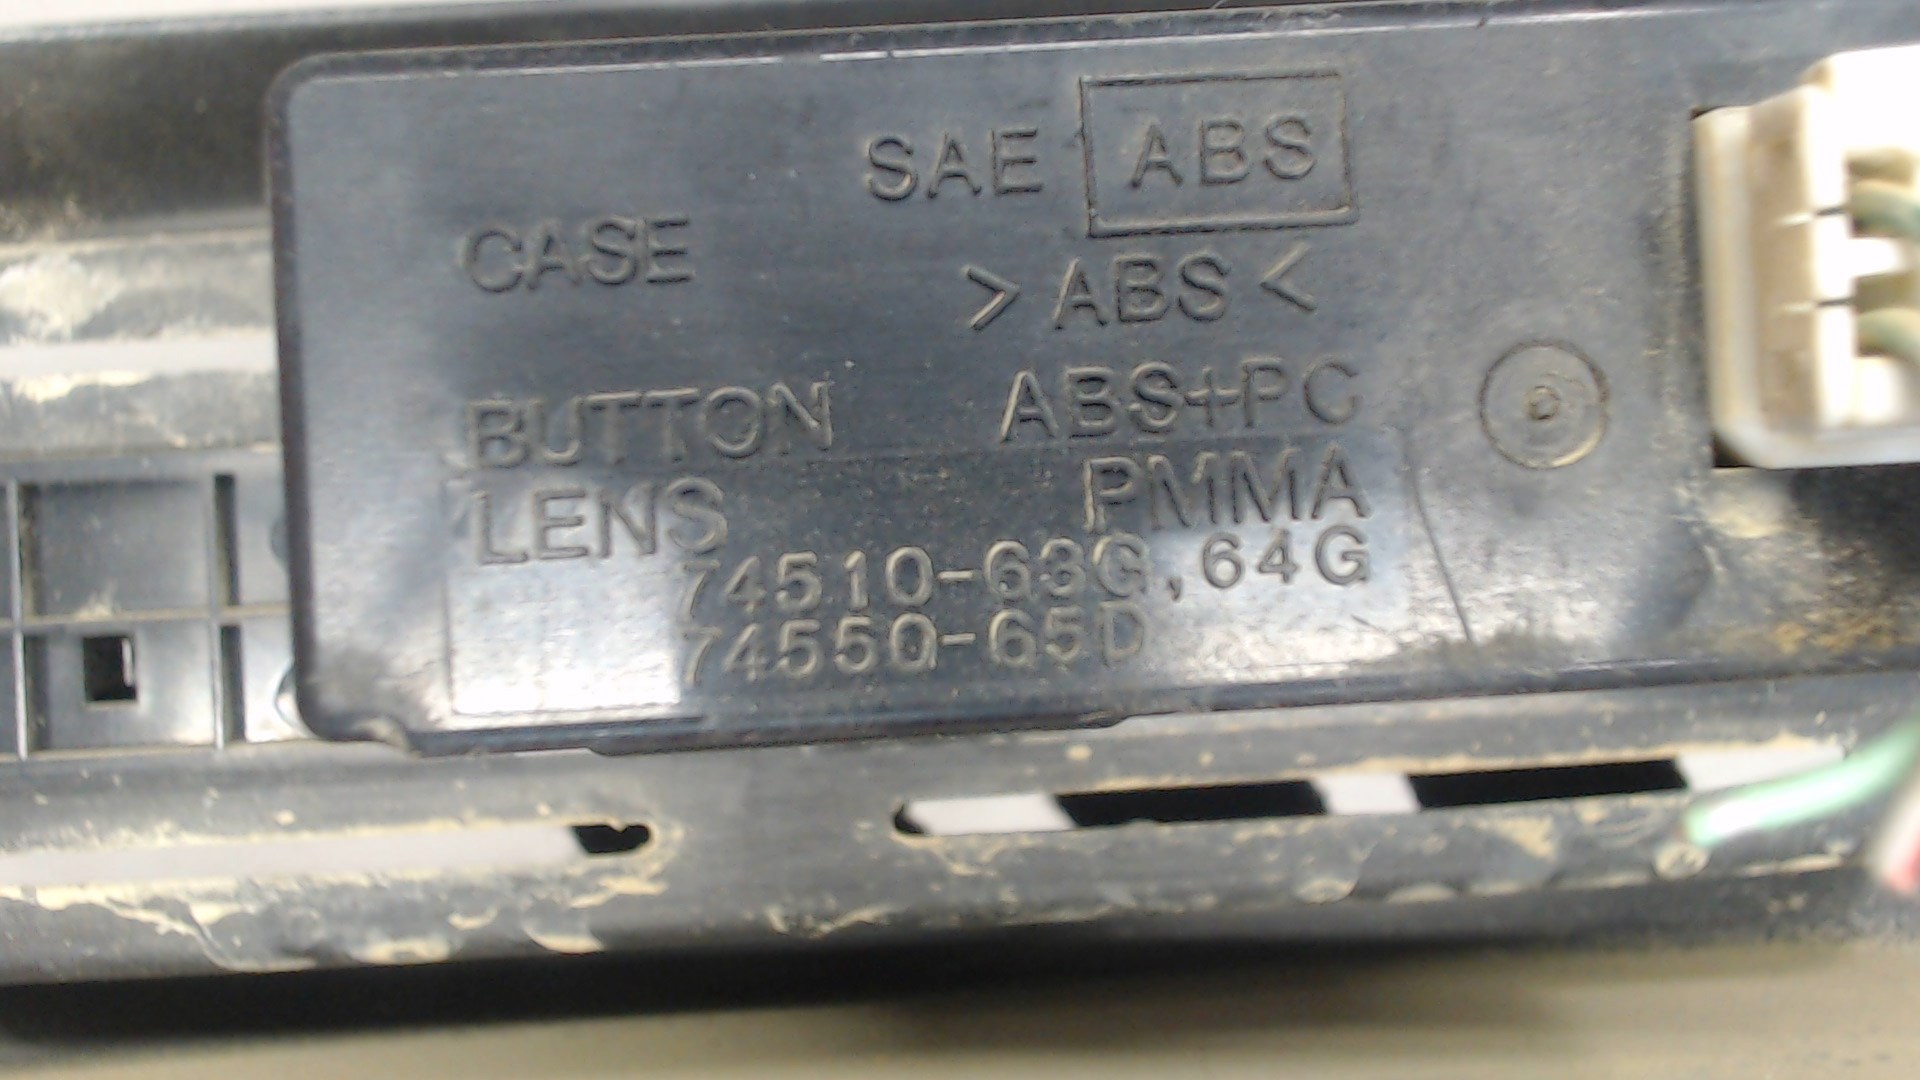 SAE ABS
CASE >ABS<
BUTTON ABS+PC
LENS PMMA
74510-63G,64G
74550-65D